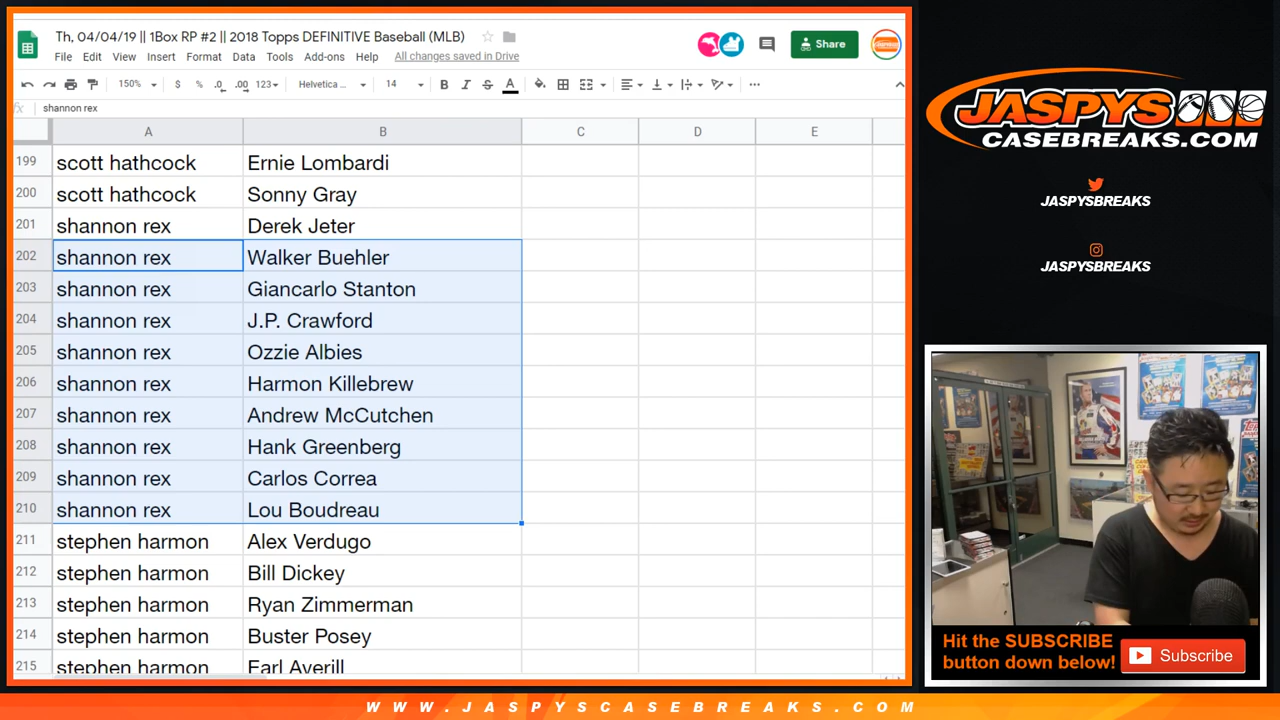 Th, 04/04/19 || 1Box RP #2 || 2018 Topps DEFINITIVE Baseball (MLB)
File Edit View Insert Format Data Tools Add-ons Help All changes saved in Drive
Share
150% $ % .0 .00 123 Helvetica ... 14 B I S A
fx shannon rex
A B C D E
199 scott hathcock Ernie Lombardi
200 scott hathcock Sonny Gray
201 shannon rex Derek Jeter
202 shannon rex Walker Buehler
203 shannon rex Giancarlo Stanton
204 shannon rex J.P. Crawford
205 shannon rex Ozzie Albies
206 shannon rex Harmon Killebrew
207 shannon rex Andrew McCutchen
208 shannon rex Hank Greenberg
209 shannon rex Carlos Correa
210 shannon rex Lou Boudreau
211 stephen harmon Alex Verdugo
212 stephen harmon Bill Dickey
213 stephen harmon Ryan Zimmerman
214 stephen harmon Buster Posey
215 stephen harmon Earl Averill
JASPYS
CASEBREAKS.COM
JASPYSBREAKS
JASPYSBREAKS
Hit the SUBSCRIBE
button down below!
Subscribe
WWW.JASPYSCASEBREAKS.COM